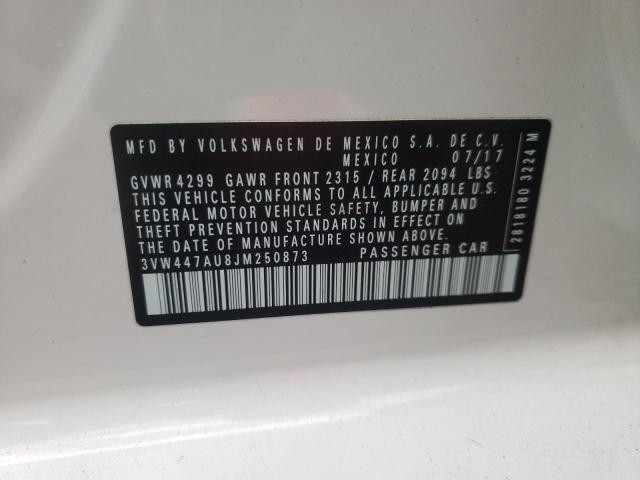 MFD BY VOLKSWAGEN DE MEXICO S.A. DE C.V.
MEXICO 07/17
GVWR 4299 GAWR FRONT 2315 / REAR 2094 LBS
THIS VEHICLE CONFORMS TO ALL APPLICABLE U.S.
FEDERAL MOTOR VEHICLE SAFETY, BUMPER AND
THEFT PREVENTION STANDARDS IN EFFECT ON
THE DATE OF MANUFACTURE SHOWN ABOVE.
3VW447AU8JM250873 PASSENGER CAR
2818180 3224 M